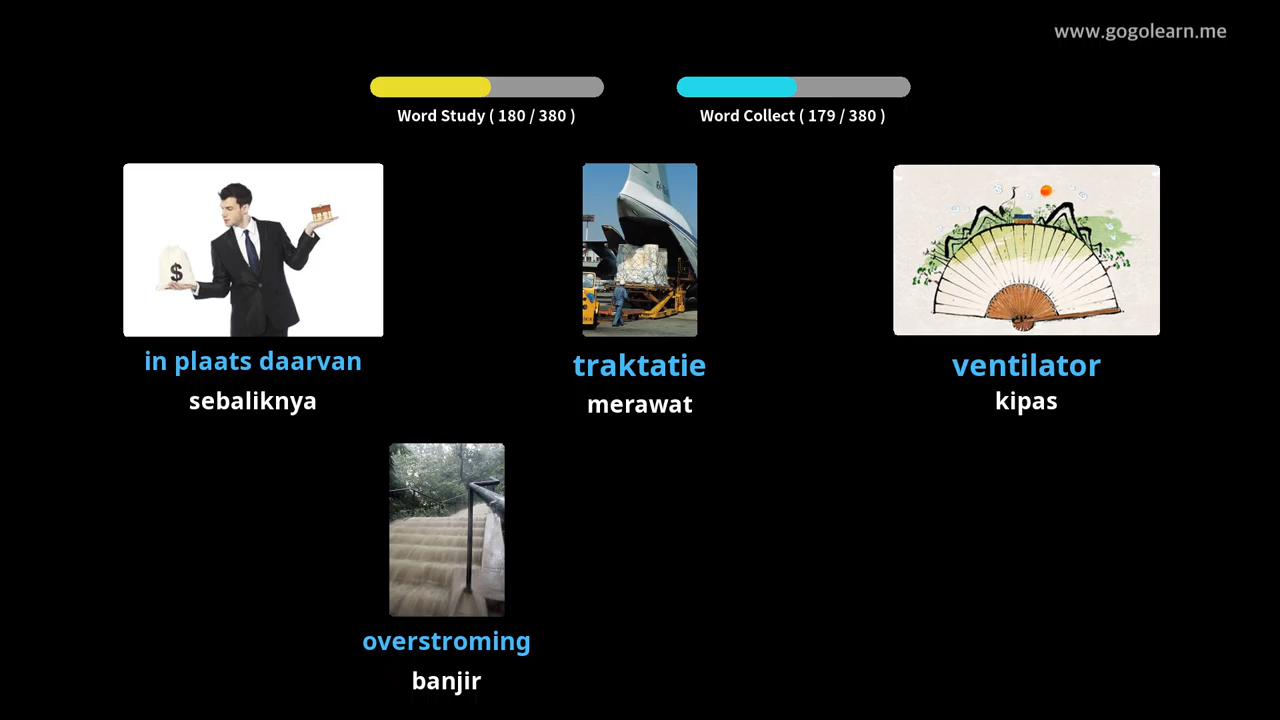 www.gogolearn.me
Word Study ( 180 / 380 )
Word Collect ( 179 / 380 )
$
in plaats daarvan
sebaliknya
traktatie
merawat
ventilator
kipas
overstroming
banjir